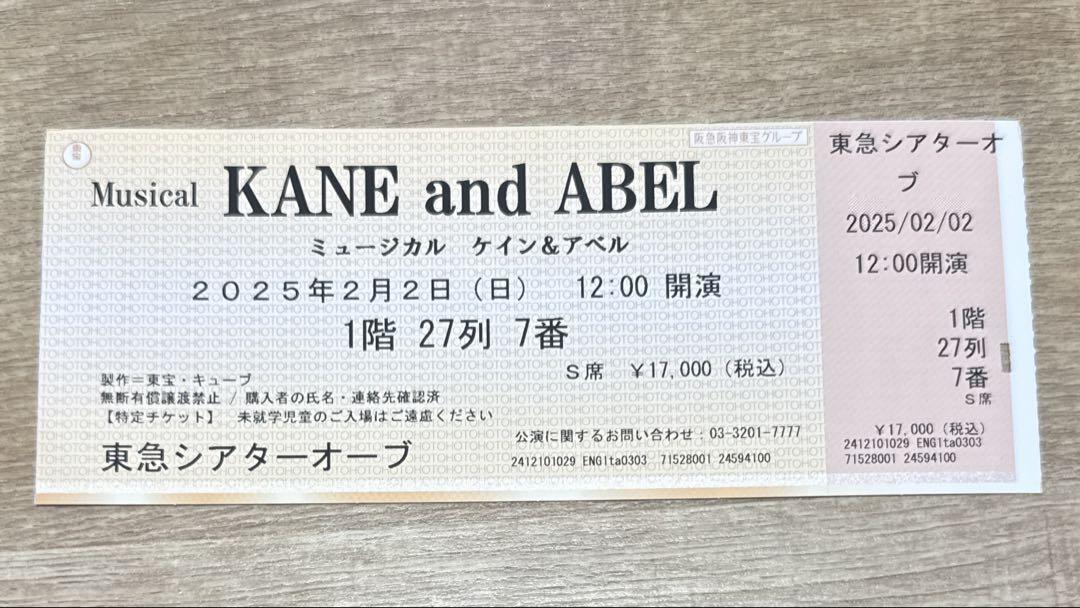 東宝
阪急阪神東宝グループ
Musical KANE and ABEL
ミュージカル ケイン&アベル
2025年2月2日(日) 12:00 開演
1階 27列 7番
S席 ¥17,000(税込)
製作=東宝・キューブ
無断有償譲渡禁止 / 購入者の氏名・連絡先確認済
【特定チケット】 未就学児童のご入場はご遠慮ください
公演に関するお問い合わせ:03-3201-7777
東急シアターオーブ
2412101029 ENG1ta0303 71528001 24594100
東急シアターオ
ブ
2025/02/02
12:00開演
1階
27列
7番
S席
¥17,000(税込)
2412101029 ENG1ta0303
71528001 24594100